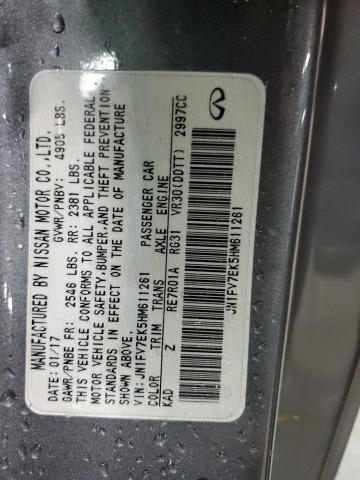 MANUFACTURED BY NISSAN MOTOR CO.,LTD.
DATE: 01/17 GVWR/PNBV: 4905 LBS.
GAWR/PNBE FR: 2546 LBS. RR: 2381 LBS.
THIS VEHICLE CONFORMS TO ALL APPLICABLE FEDERAL
MOTOR VEHICLE SAFETY,BUMPER,AND THEFT PREVENTION
STANDARDS IN EFFECT ON THE DATE OF MANUFACTURE
SHOWN ABOVE.
VIN: JN1FV7EK5HM611261 PASSENGER CAR
COLOR TRIM TRANS AXLE ENGINE
KAD Z RE7R01A RG31 VR30(DDTT) 2997CC
JN1FV7EK5HM611261